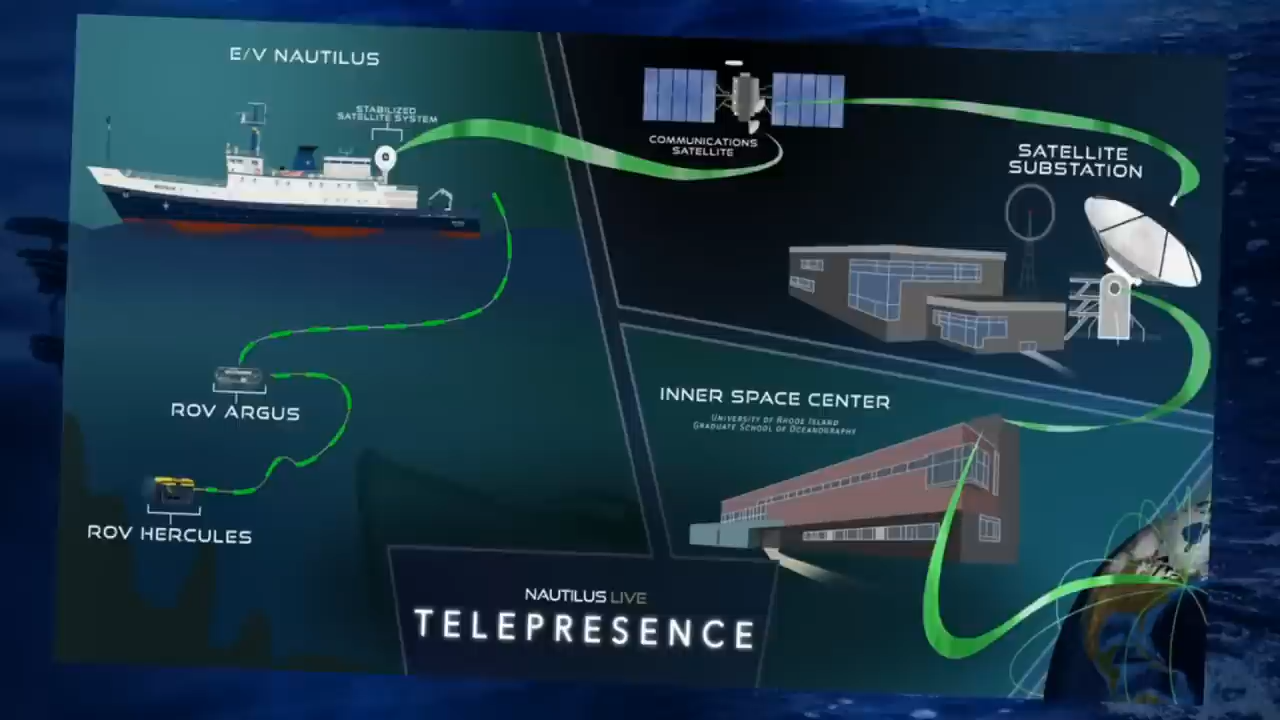 E/V NAUTILUS
STABILIZED
SATELLITE SYSTEM
COMMUNICATIONS
SATELLITE
SATELLITE
SUBSTATION
ROV ARGUS
ROV HERCULES
INNER SPACE CENTER
UNIVERSITY OF RHODE ISLAND
GRADUATE SCHOOL OF OCEANOGRAPHY
NAUTILUS LIVE
TELEPRESENCE